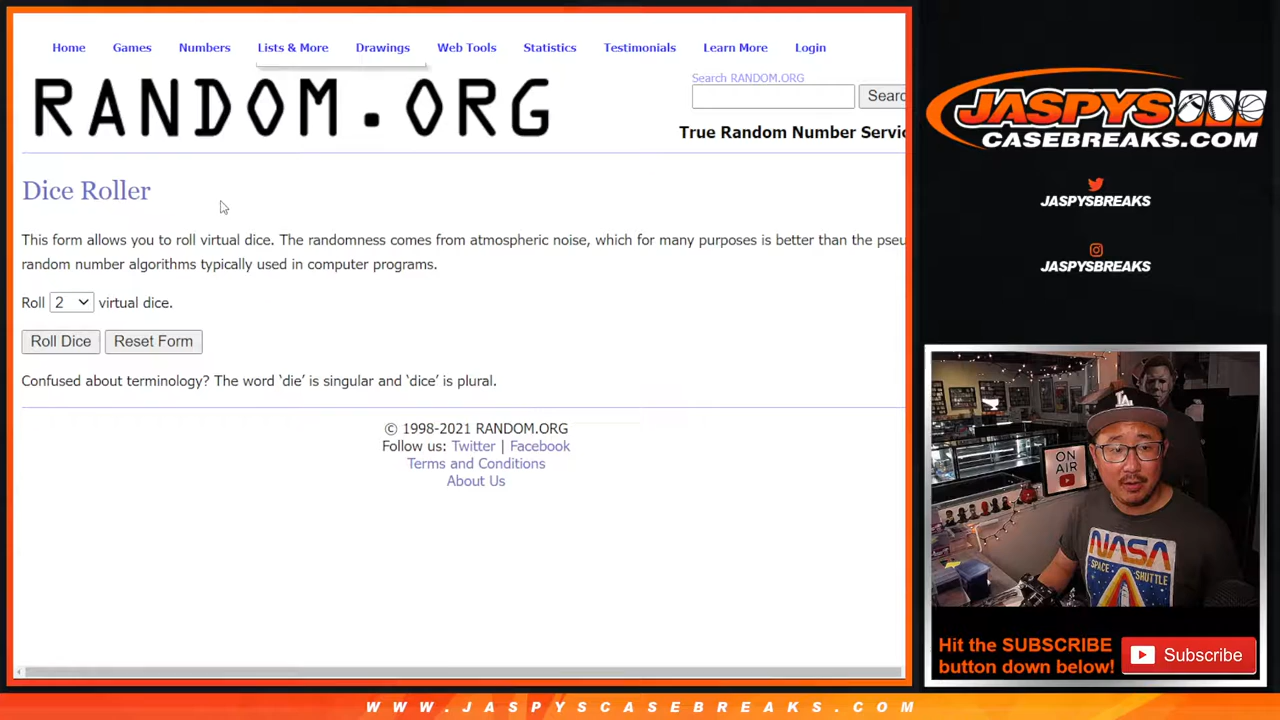 Home Games Numbers Lists & More Drawings Web Tools Statistics Testimonials Learn More Login
RANDOM.ORG
Search RANDOM.ORG
Searc
True Random Number Servic
Dice Roller
This form allows you to roll virtual dice. The randomness comes from atmospheric noise, which for many purposes is better than the pseu
random number algorithms typically used in computer programs.
Roll 2 virtual dice.
Roll Dice Reset Form
Confused about terminology? The word ‘die’ is singular and ‘dice’ is plural.
© 1998-2021 RANDOM.ORG
Follow us: Twitter | Facebook
Terms and Conditions
About Us
JASPYS
CASEBREAKS.COM
JASPYSBREAKS
JASPYSBREAKS
LA
ON
AIR
NASA
SPACE SHUTTLE
Hit the SUBSCRIBE
button down below!
Subscribe
WWW.JASPYSCASEBREAKS.COM